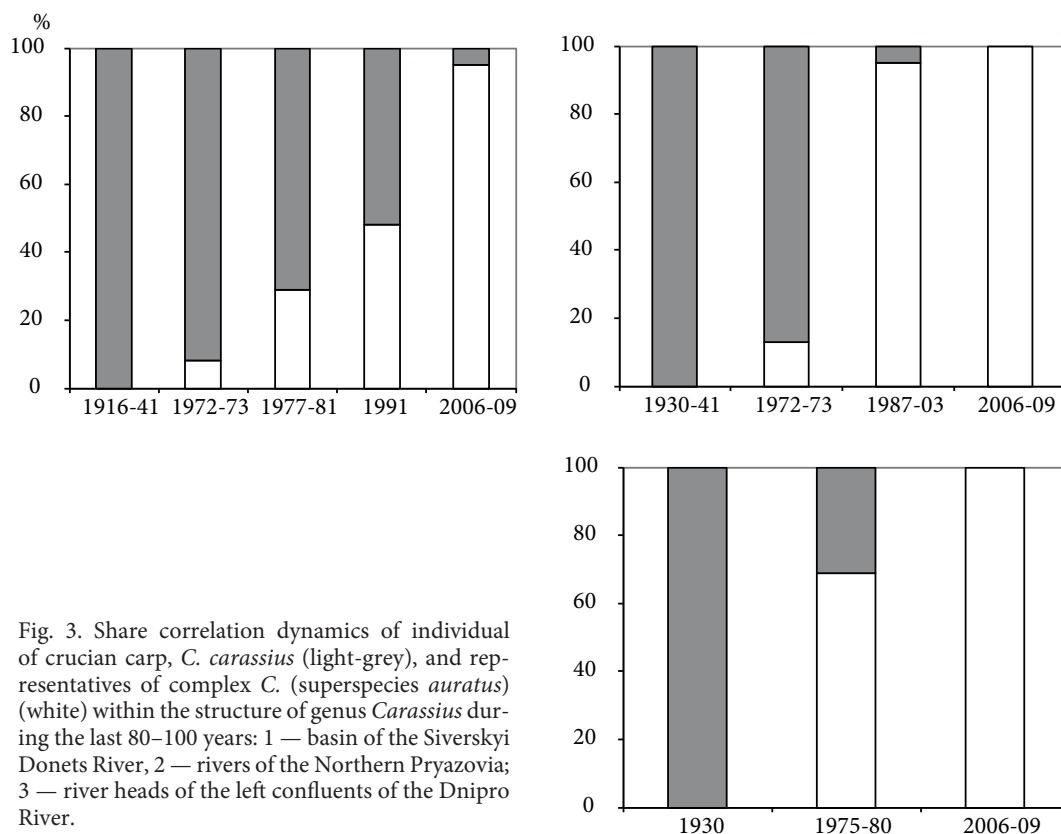 %
100
80
60
40
20
0
1916-41 1972-73 1977-81 1991 2006-09
100
80
60
40
20
0
1930-41 1972-73 1987-03 2006-09
100
80
60
40
20
0
1930 1975-80 2006-09
Fig. 3. Share correlation dynamics of individual
of crucian carp, C. carassius (light-grey), and rep-
resentatives of complex C. (superspecies auratus)
(white) within the structure of genus Carassius dur-
ing the last 80–100 years: 1 — basin of the Siverskyi
Donets River, 2 — rivers of the Northern Pryazovia;
3 — river heads of the left confluents of the Dnipro
River.